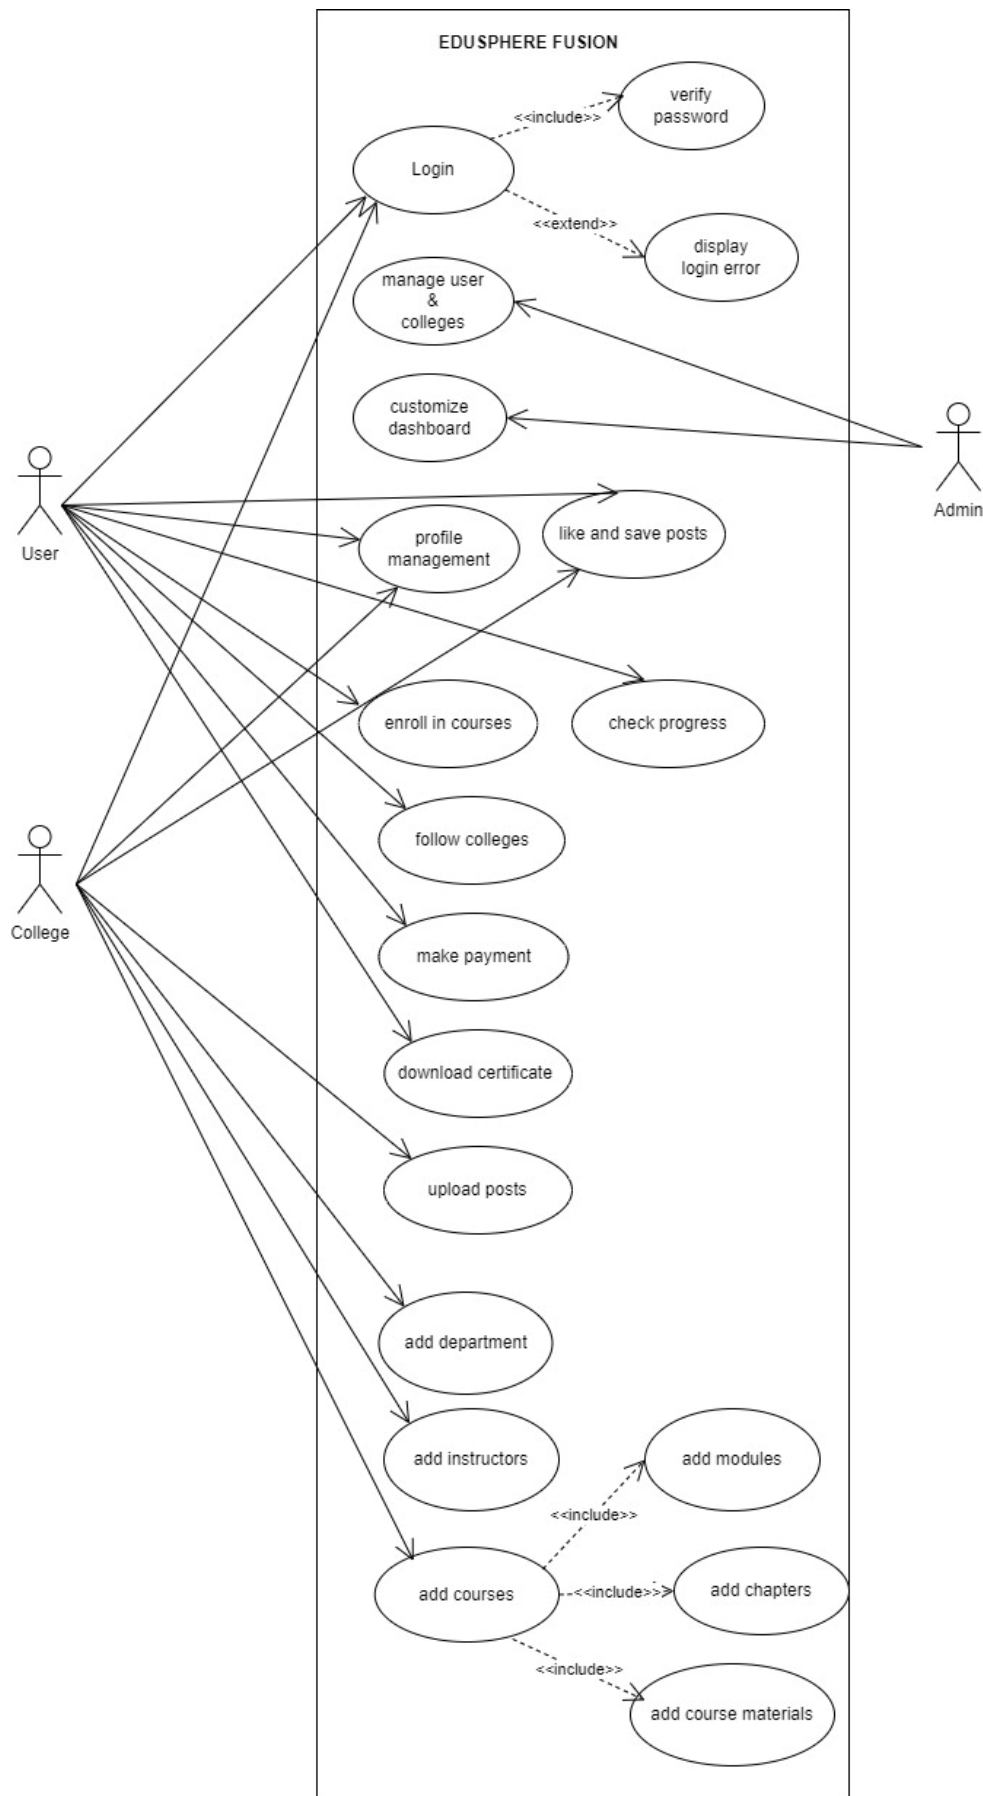 EDUSPHERE FUSION
verify
password
<<include>>
Login
<<extend>>
display
login error
manage user
&
colleges
customize
dashboard
Admin
User
profile
management
like and save posts
enroll in courses
check progress
follow colleges
College
make payment
download certificate
upload posts
add department
add instructors
add modules
<<include>>
add courses
<<include>>
add chapters
<<include>>
add course materials